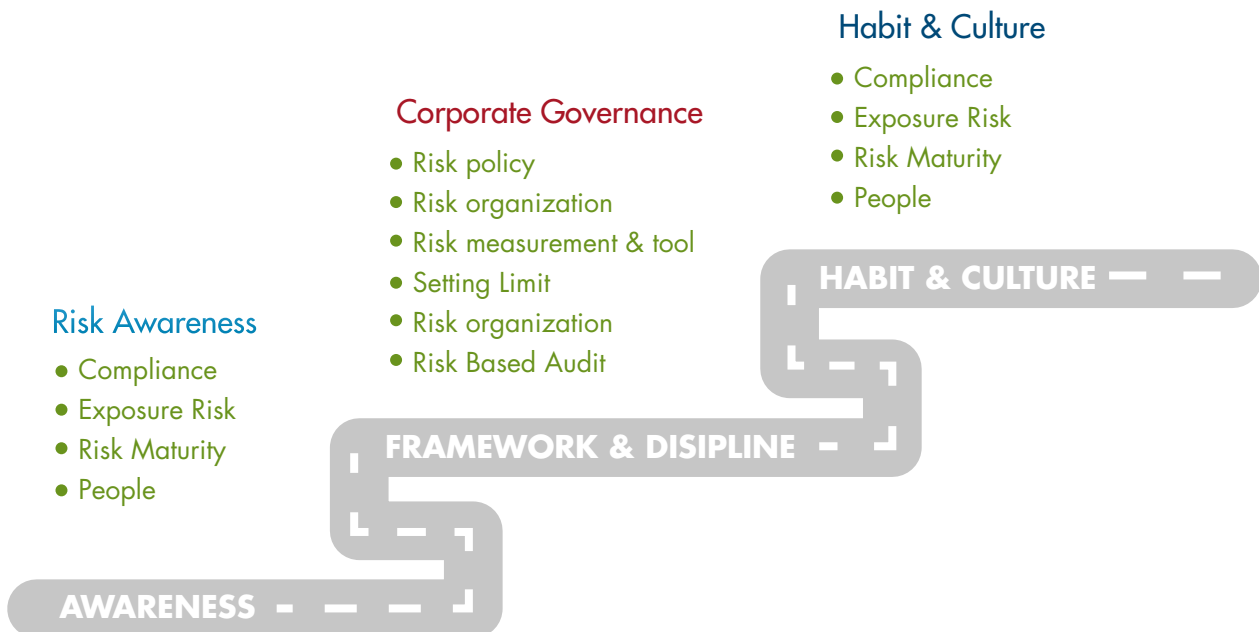 Risk Awareness
Compliance
Exposure Risk
Risk Maturity
People
AWARENESS
Corporate Governance
Risk policy
Risk organization
Risk measurement & tool
Setting Limit
Risk organization
Risk Based Audit
FRAMEWORK & DISIPLINE
Habit & Culture
Compliance
Exposure Risk
Risk Maturity
People
HABIT & CULTURE